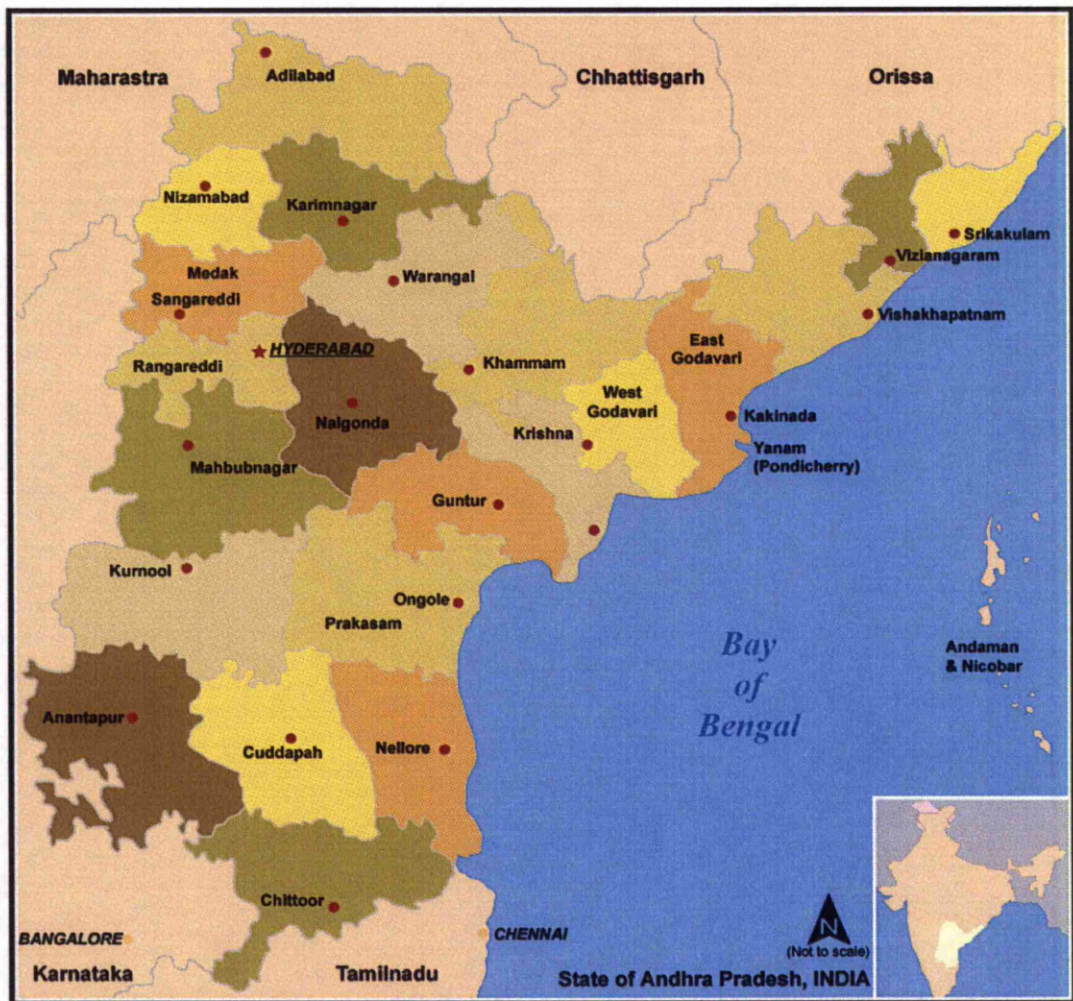 Maharastra
Adilabad
Chhattisgarh
Orissa
Nizamabad
Karimnagar
Srikakulam
Vizianagaram
Medak
Warangal
Sangareddi
Vishakhapatnam
HYDERABAD
East
Godavari
Rangareddi
Khammam
West
Godavari
Nalgonda
Kakinada
Krishna
Yanam
(Pondicherry)
Mahbubnagar
Guntur
Kurnool
Ongole
Prakasam
Bay
of
Bengal
Andaman
& Nicobar
Anantapur
Cuddapah
Nellore
Chittoor
N
(Not to scale)
BANGALORE
CHENNAI
Karnataka
Tamilnadu
State of Andhra Pradesh, INDIA